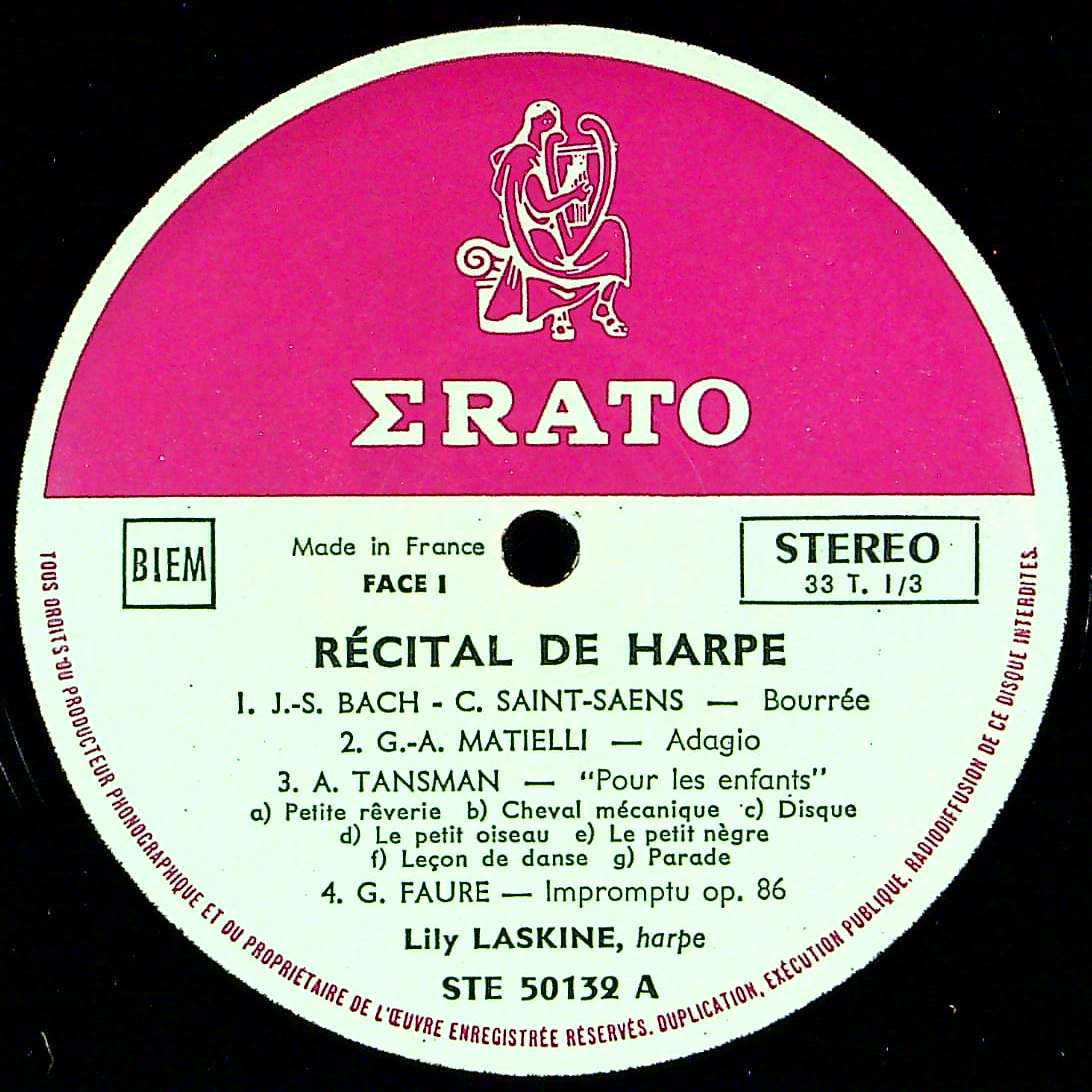 ΣRATO
BIEM
Made in France
FACE I
STEREO
33 T. 1/3
RÉCITAL DE HARPE
1. J.-S. BACH - C. SAINT-SAENS — Bourrée
2. G.-A. MATIELLI — Adagio
3. A. TANSMAN — “Pour les enfants”
a) Petite rêverie b) Cheval mécanique c) Disque
d) Le petit oiseau e) Le petit nègre
f) Leçon de danse g) Parade
4. G. FAURE — Impromptu op. 86
Lily LASKINE, harpe
STE 50132 A
TOUS DROITS DU PRODUCTEUR PHONOGRAPHIQUE ET DU PROPRIÉTAIRE DE L'ŒUVRE ENREGISTRÉE RÉSERVÉS. DUPLICATION, EXÉCUTION PUBLIQUE, RADIODIFFUSION DE CE DISQUE INTERDITES.